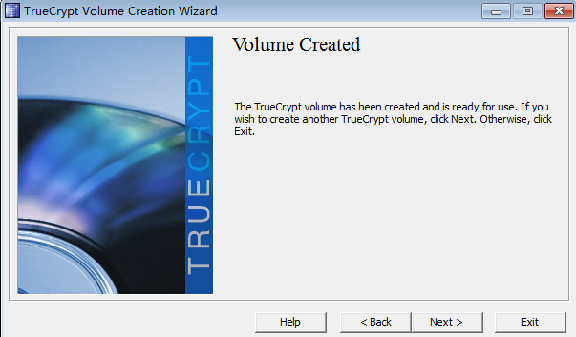 TrueCrypt Volume Creation Wizard
TRUECRYPT
Volume Created
The TrueCrypt volume has been created and is ready for use. If you
wish to create another TrueCrypt volume, click Next. Otherwise, click
Exit.
Help
< Back
Next >
Exit